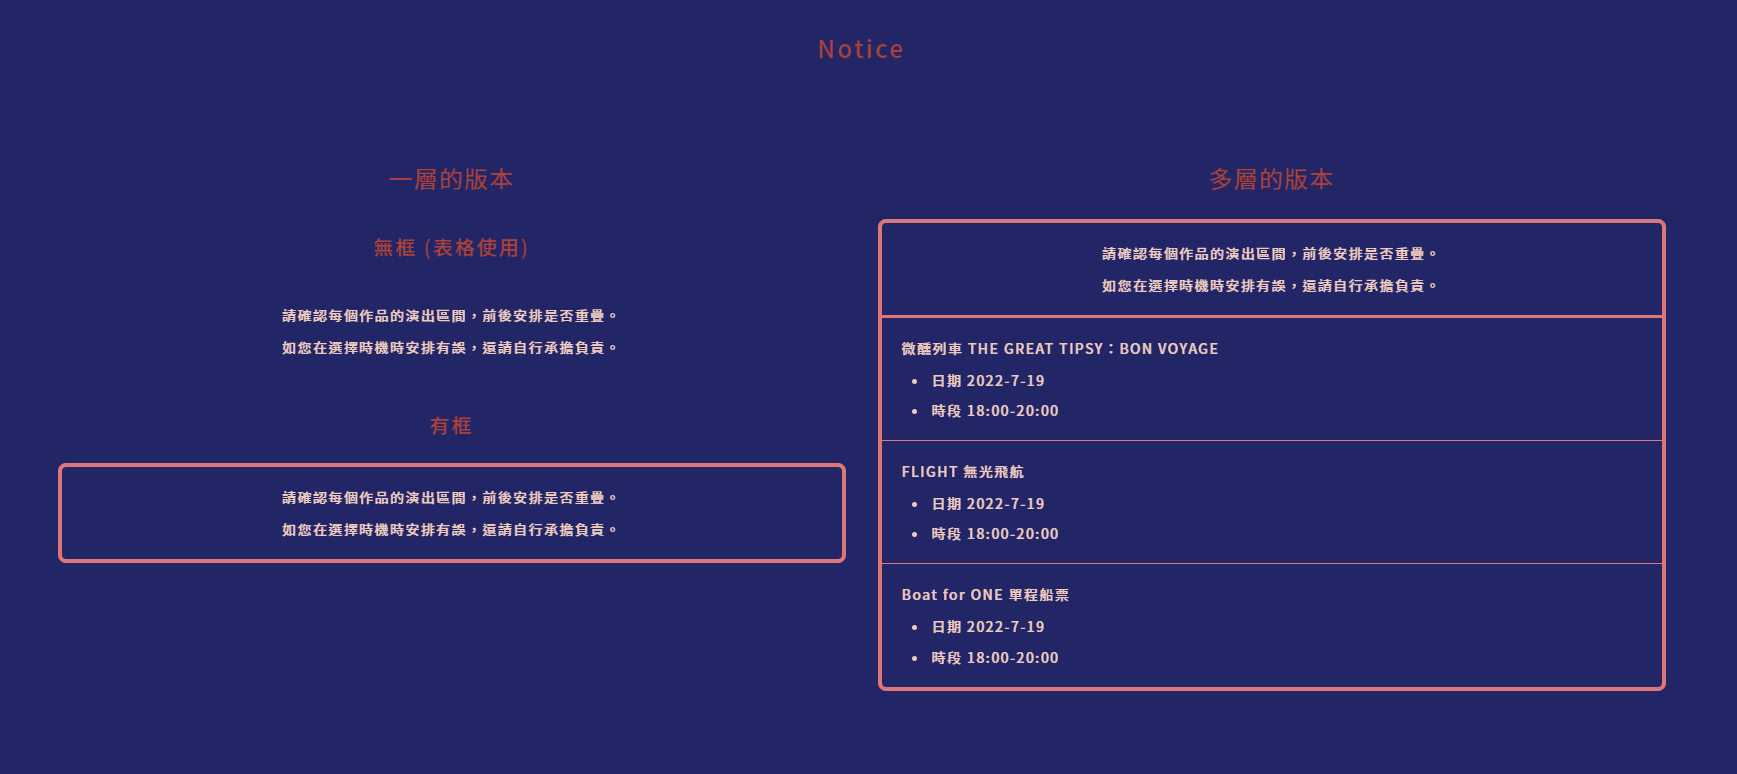 Notice
一層的版本
無框 (表格使用)
請確認每個作品的演出區間，前後安排是否重疊。
如您在選擇時機時安排有誤，還請自行承擔負責。
有框
請確認每個作品的演出區間，前後安排是否重疊。
如您在選擇時機時安排有誤，還請自行承擔負責。
多層的版本
請確認每個作品的演出區間，前後安排是否重疊。
如您在選擇時機時安排有誤，還請自行承擔負責。
微醺列車 THE GREAT TIPSY：BON VOYAGE
• 日期 2022-7-19
• 時段 18:00-20:00
FLIGHT 無光飛航
• 日期 2022-7-19
• 時段 18:00-20:00
Boat for ONE 單程船票
• 日期 2022-7-19
• 時段 18:00-20:00